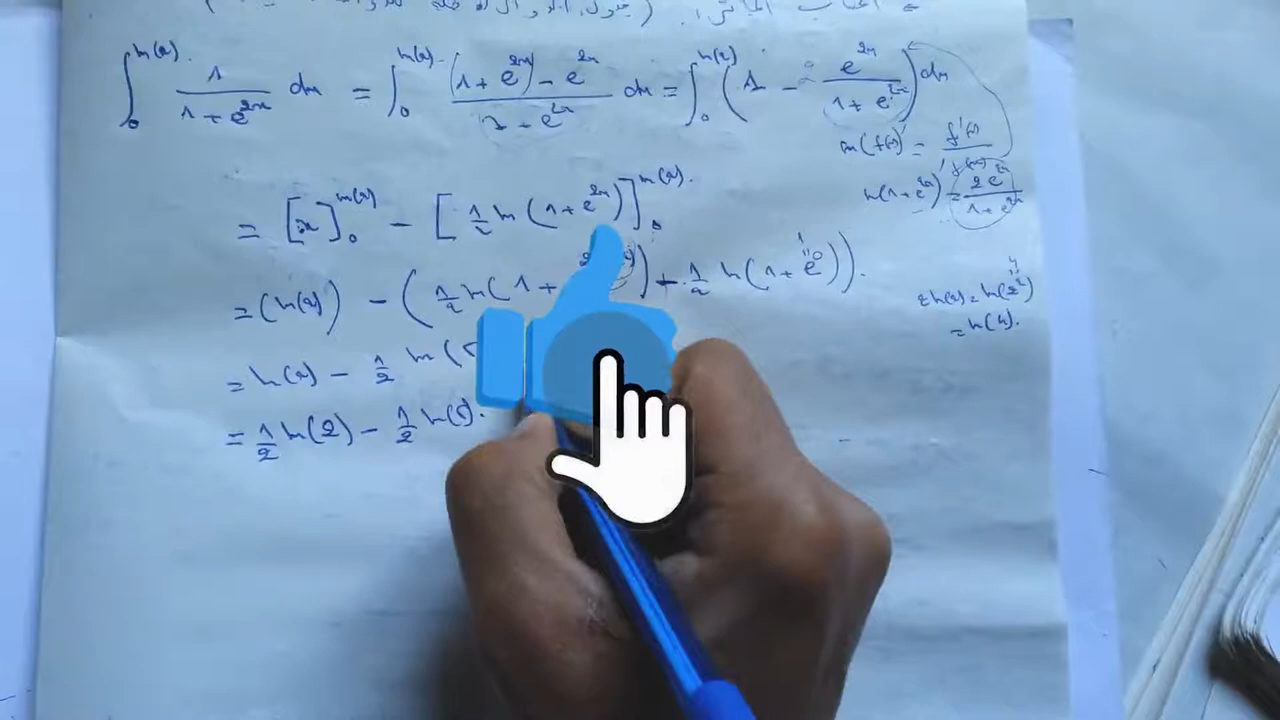 ∫₀^{ln(2)} 1/(1+e^{2x}) dx = ∫₀^{ln(2)} ((1+e^{2x}) - e^{2x})/(1+e^{2x}) dx = ∫₀^{ln(2)} (1 - e^{2x}/(1+e^{2x})) dx
ln(f(x))' = f'(x)/f(x)
ln(1+e^{2x})' = 2e^{2x}/(1+e^{2x})
= [x]₀^{ln(2)} - [1/2 ln(1+e^{2x})]₀^{ln(2)}
= (ln(2)) - (1/2 ln(1+ ) + 1/2 ln(1+e^0)).
2ln(2) = ln(2²)
= ln(4).
= ln(2) - 1/2 ln(5
= 1/2 ln(2) - 1/2 ln(5).